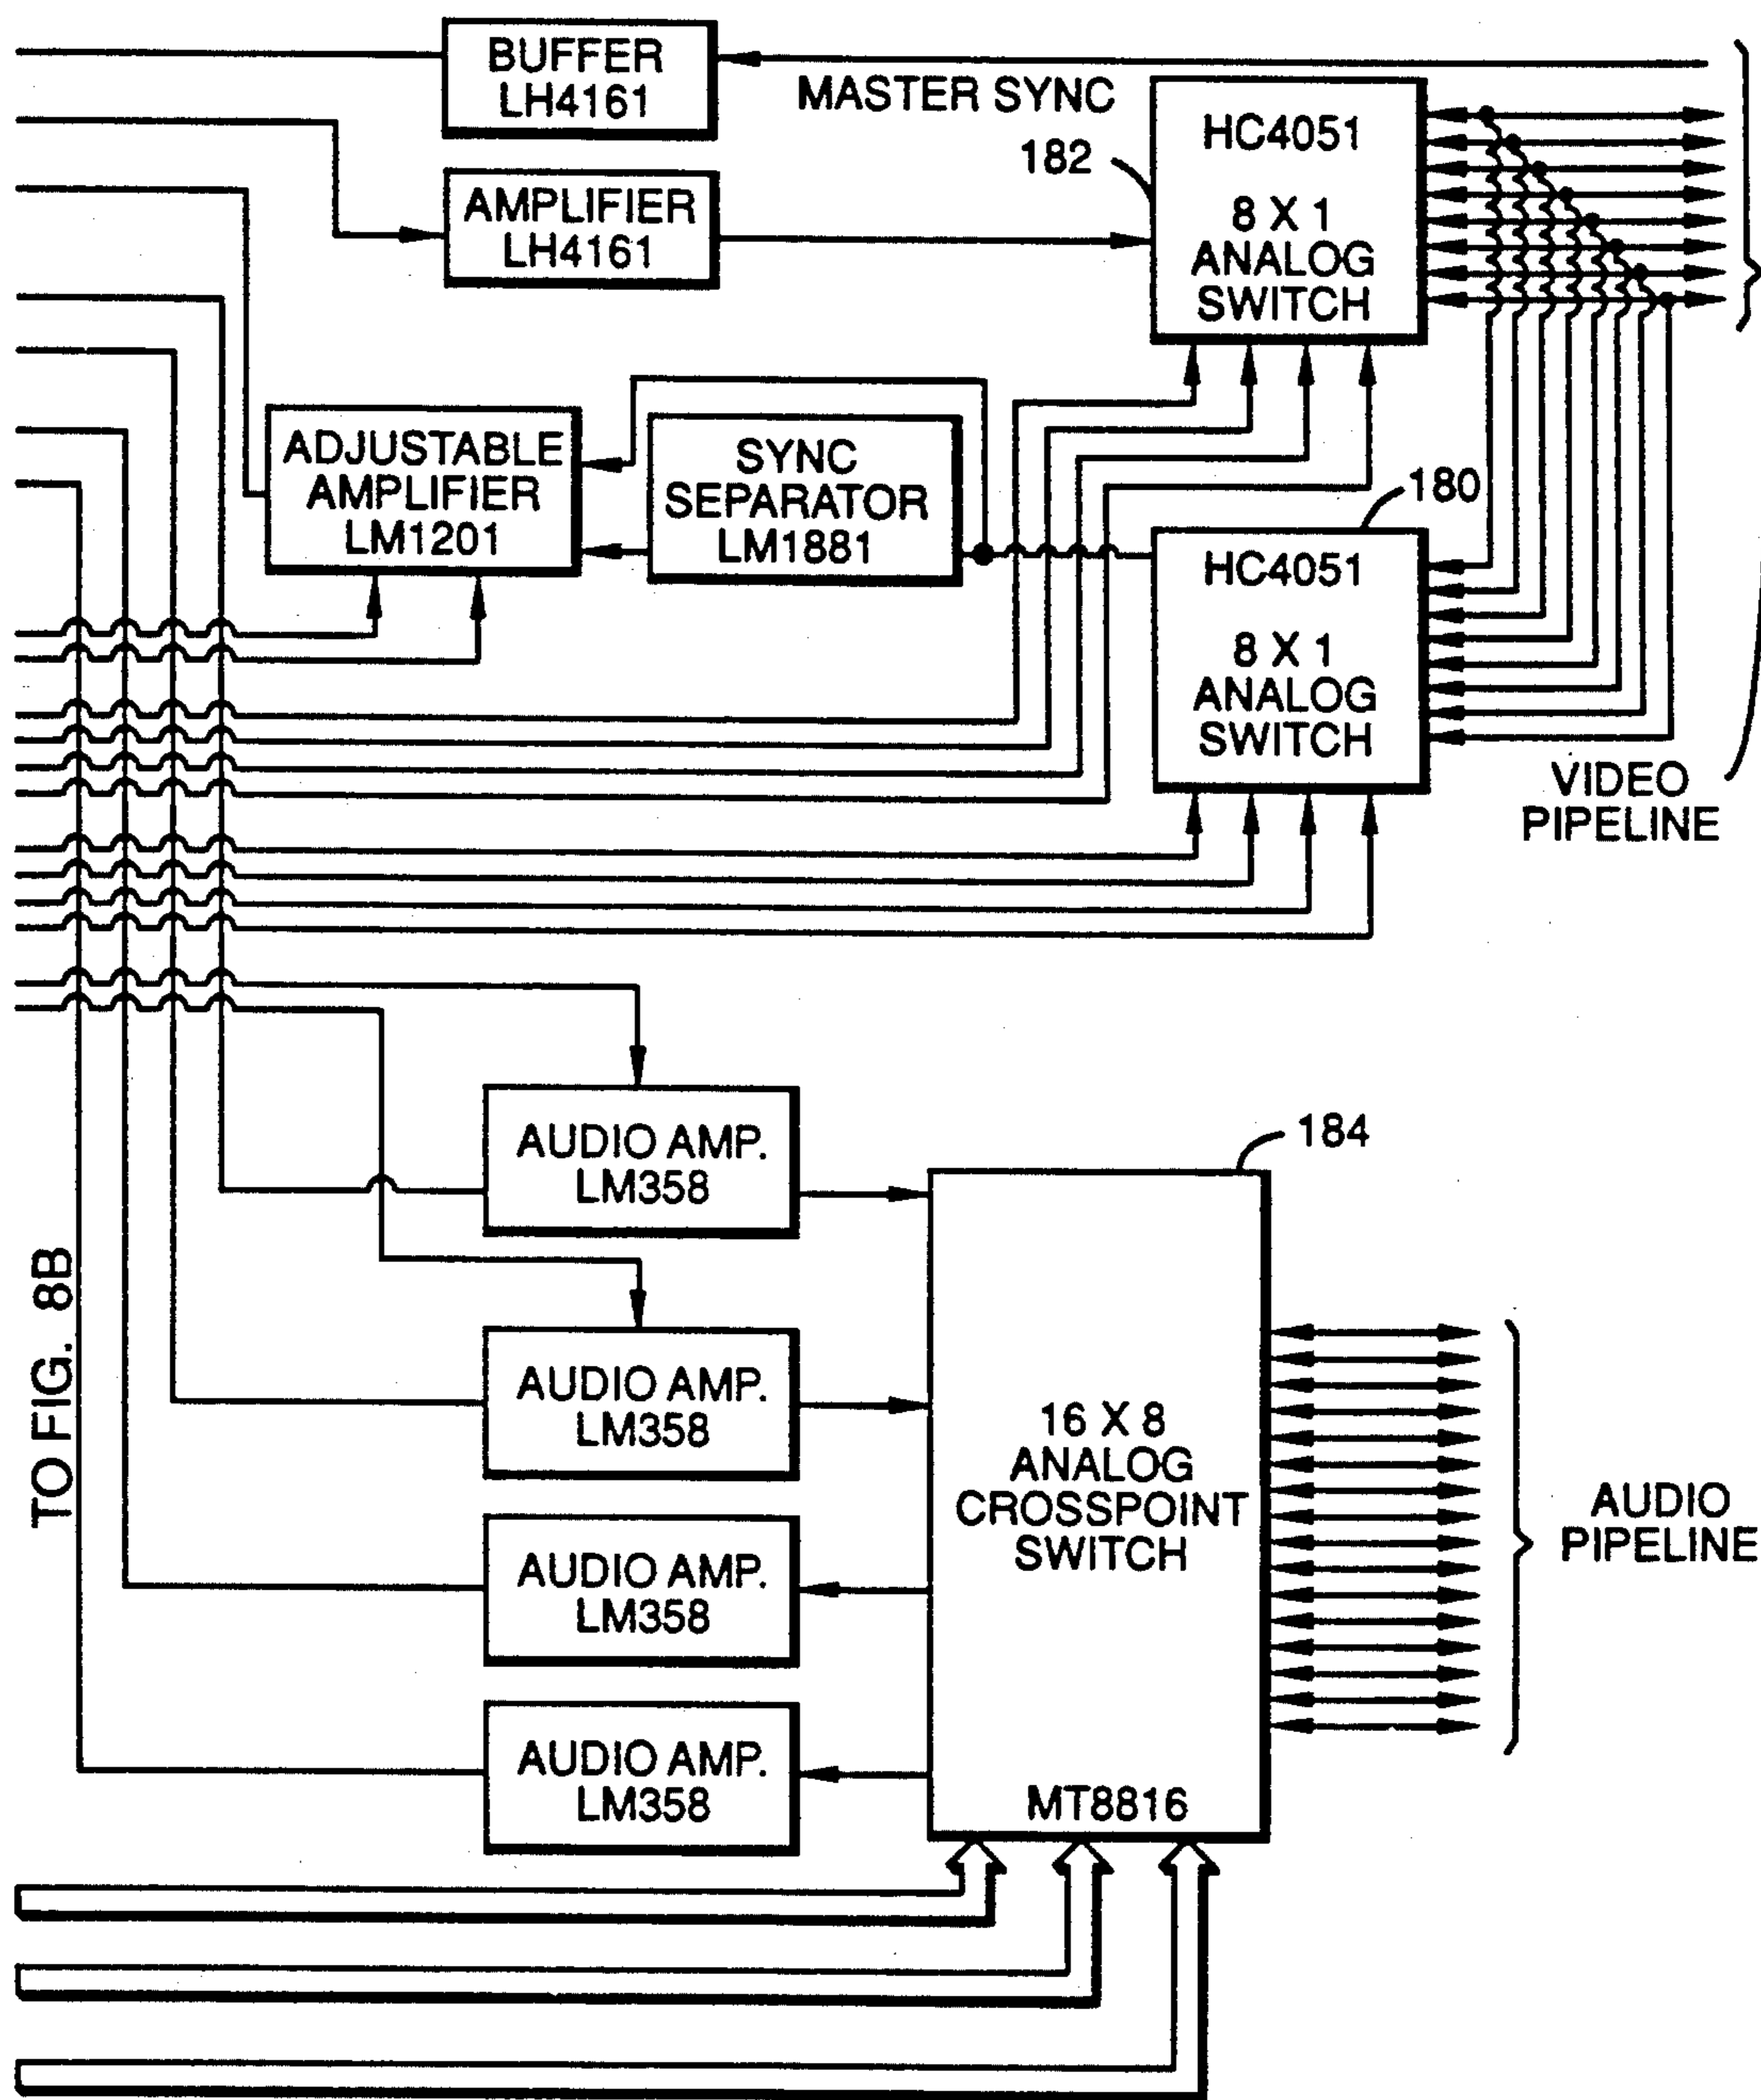 BUFFER
LH4161
MASTER SYNC
182
HC4051
8 X 1
ANALOG
SWITCH
AMPLIFIER
LH4161
ADJUSTABLE
AMPLIFIER
LM1201
SYNC
SEPARATOR
LM1881
180
HC4051
8 X 1
ANALOG
SWITCH
VIDEO
PIPELINE
AUDIO AMP.
LM358
184
TO FIG. 8B
AUDIO AMP.
LM358
16 X 8
ANALOG
CROSSPOINT
SWITCH
AUDIO
PIPELINE
AUDIO AMP.
LM358
AUDIO AMP.
LM358
MT8816